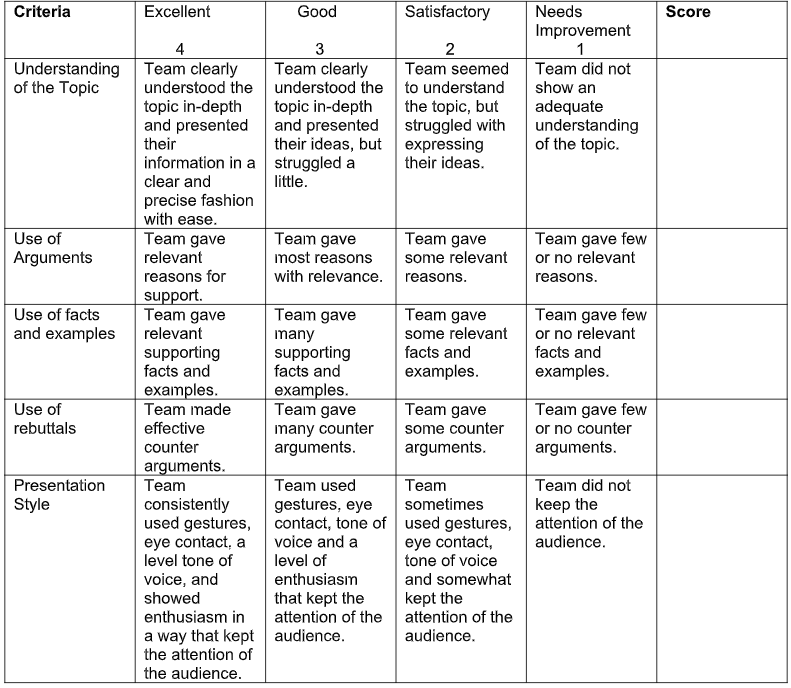 Criteria
Excellent
4
Good
3
Satisfactory
2
Needs
Improvement
1
Score
Understanding
of the Topic
Team clearly
understood the
topic in-depth
and presented
their
information in a
clear and
precise fashion
with ease.
Team clearly
understood the
topic in-depth
and presented
their ideas, but
struggled a
little.
Team seemed
to understand
the topic, but
struggled with
expressing
their ideas.
Team did not
show an
adequate
understanding
of the topic.
Use of
Arguments
Team gave
relevant
reasons for
support.
Team gave
most reasons
with relevance.
Team gave
some relevant
reasons.
Team gave few
or no relevant
reasons.
Use of facts
and examples
Team gave
relevant
supporting
facts and
examples.
Team gave
many
supporting
facts and
examples.
Team gave
some relevant
facts and
examples.
Team gave few
or no relevant
facts and
examples.
Use of
rebuttals
Team made
effective
counter
arguments.
Team gave
many counter
arguments.
Team gave
some counter
arguments.
Team gave few
or no counter
arguments.
Presentation
Style
Team
consistently
used gestures,
eye contact, a
level tone of
voice, and
showed
enthusiasm in
a way that kept
the attention of
the audience.
Team used
gestures, eye
contact, tone of
voice and a
level of
enthusiasm
that kept the
attention of the
audience.
Team
sometimes
used gestures,
eye contact,
tone of voice
and somewhat
kept the
attention of the
audience.
Team did not
keep the
attention of the
audience.